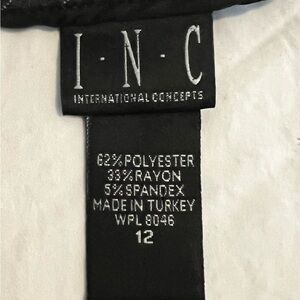 I·N·C
INTERNATIONAL CONCEPTS
62%POLYESTER
33%RAYON
5%SPANDEX
MADE IN TURKEY
WPL 8046
12